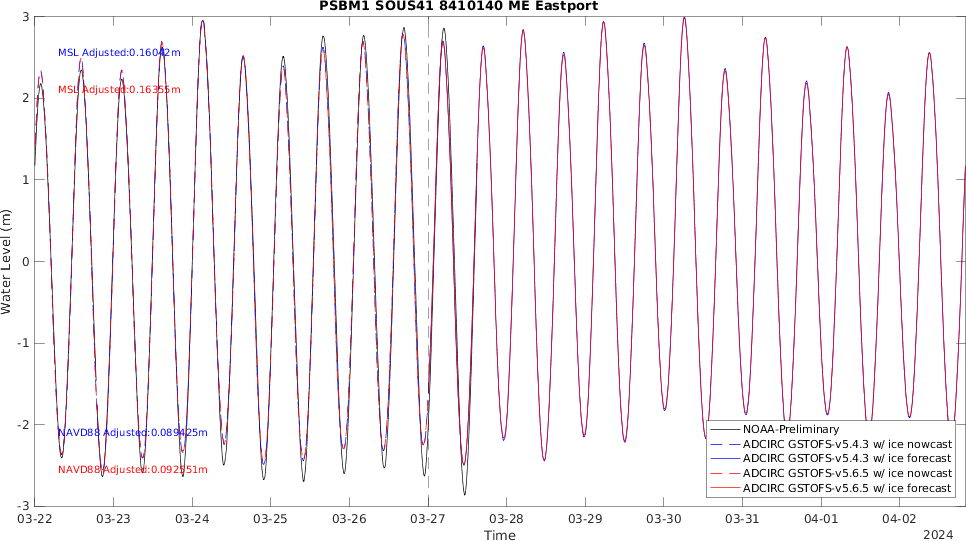 PSBM1 SOUS41 8410140 ME Eastport
3
MSL Adjusted:0.16042m
MSL Adjusted:0.16355m
2
1
Water Level (m)
0
-1
-2
NAVD88 Adjusted:0.089425m
NAVD88 Adjusted:0.092551m
NOAA-Preliminary
ADCIRC GSTOFS-v5.4.3 w/ ice nowcast
ADCIRC GSTOFS-v5.4.3 w/ ice forecast
ADCIRC GSTOFS-v5.6.5 w/ ice nowcast
ADCIRC GSTOFS-v5.6.5 w/ ice forecast
-3
03-22 03-23 03-24 03-25 03-26 03-27 03-28 03-29 03-30 03-31 04-01 04-02
Time
2024